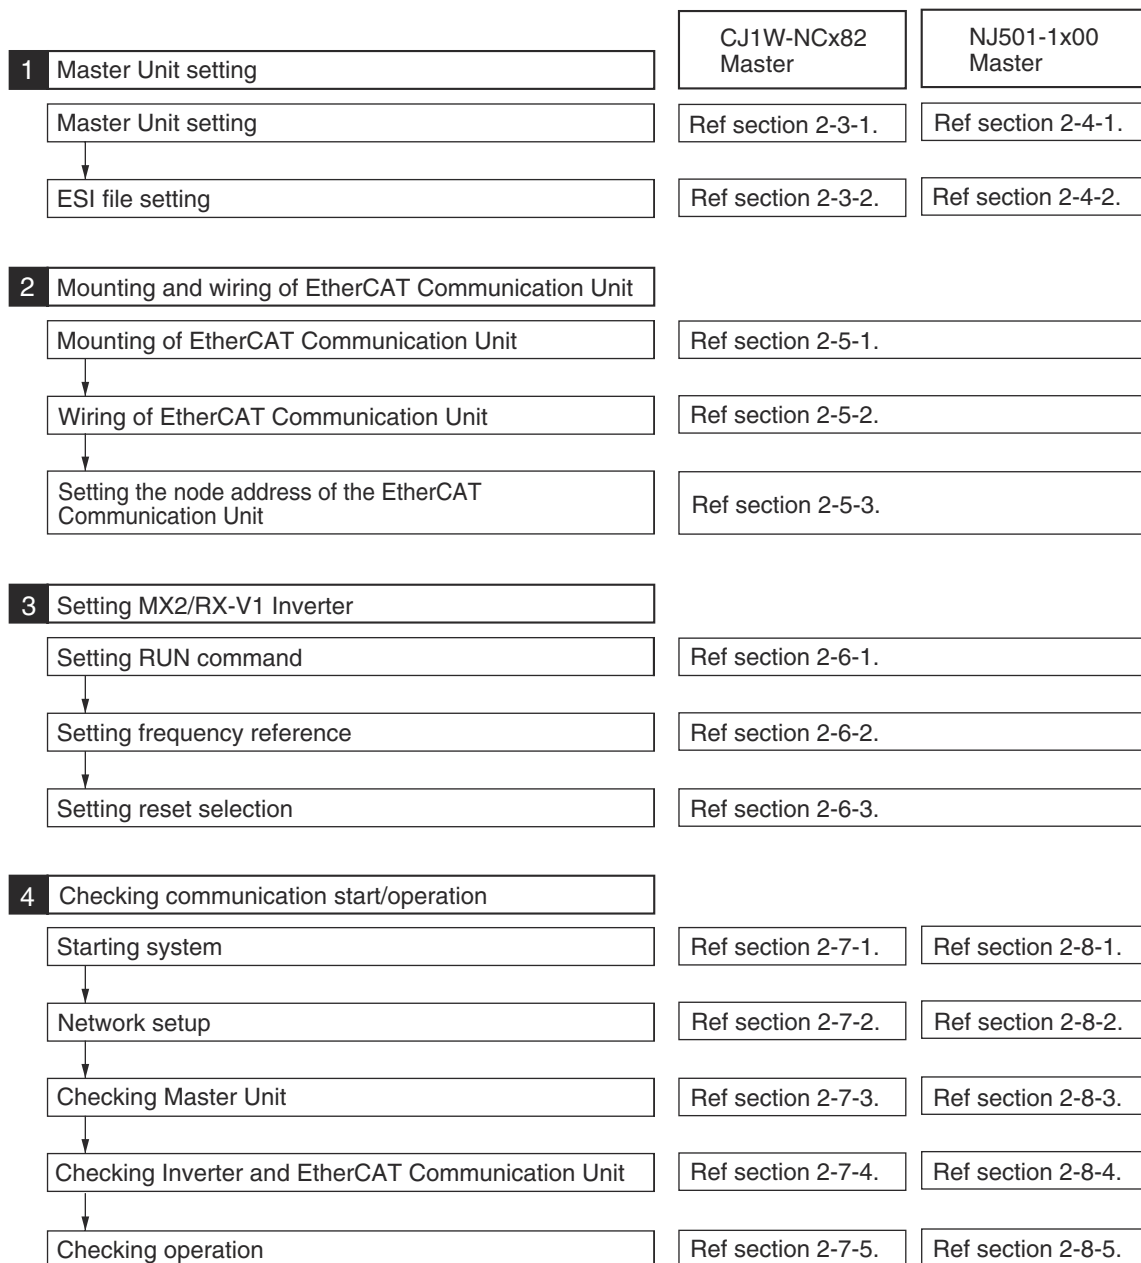 CJ1W-NCx82
Master
NJ501-1x00
Master
1 Master Unit setting
Master Unit setting
Ref section 2-3-1.
Ref section 2-4-1.
ESI file setting
Ref section 2-3-2.
Ref section 2-4-2.
2 Mounting and wiring of EtherCAT Communication Unit
Mounting of EtherCAT Communication Unit
Ref section 2-5-1.
Wiring of EtherCAT Communication Unit
Ref section 2-5-2.
Setting the node address of the EtherCAT
Communication Unit
Ref section 2-5-3.
3 Setting MX2/RX-V1 Inverter
Setting RUN command
Ref section 2-6-1.
Setting frequency reference
Ref section 2-6-2.
Setting reset selection
Ref section 2-6-3.
4 Checking communication start/operation
Starting system
Ref section 2-7-1.
Ref section 2-8-1.
Network setup
Ref section 2-7-2.
Ref section 2-8-2.
Checking Master Unit
Ref section 2-7-3.
Ref section 2-8-3.
Checking Inverter and EtherCAT Communication Unit
Ref section 2-7-4.
Ref section 2-8-4.
Checking operation
Ref section 2-7-5.
Ref section 2-8-5.